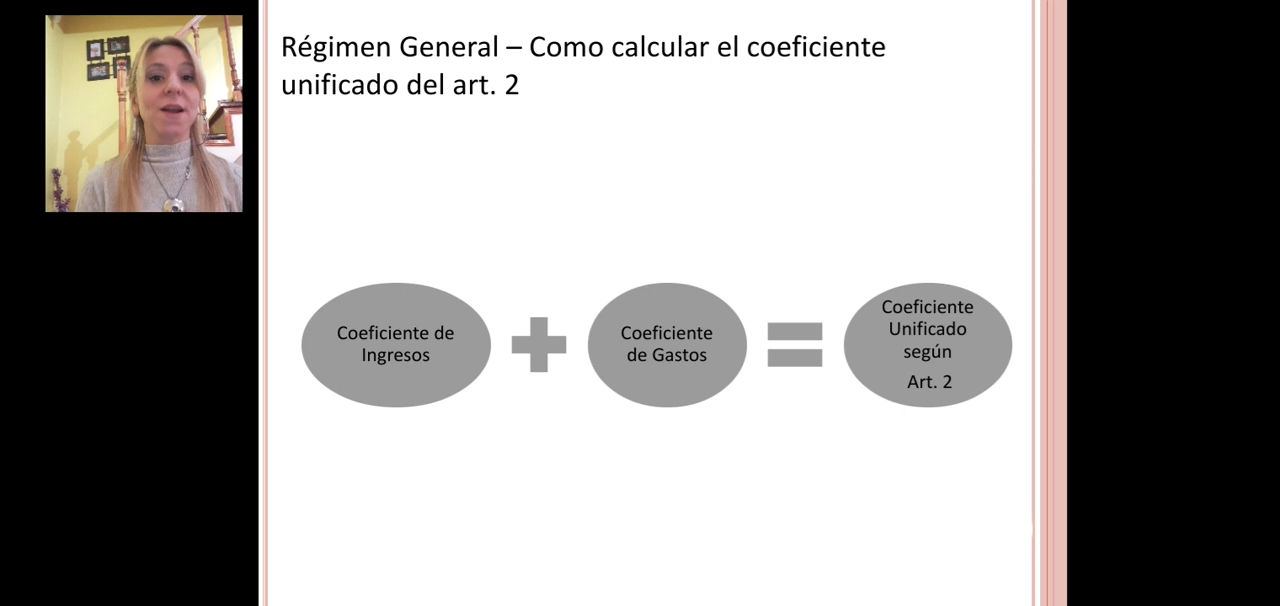 Régimen General – Como calcular el coeficiente
unificado del art. 2
Coeficiente de
Ingresos
Coeficiente
de Gastos
Coeficiente
Unificado
según
Art. 2